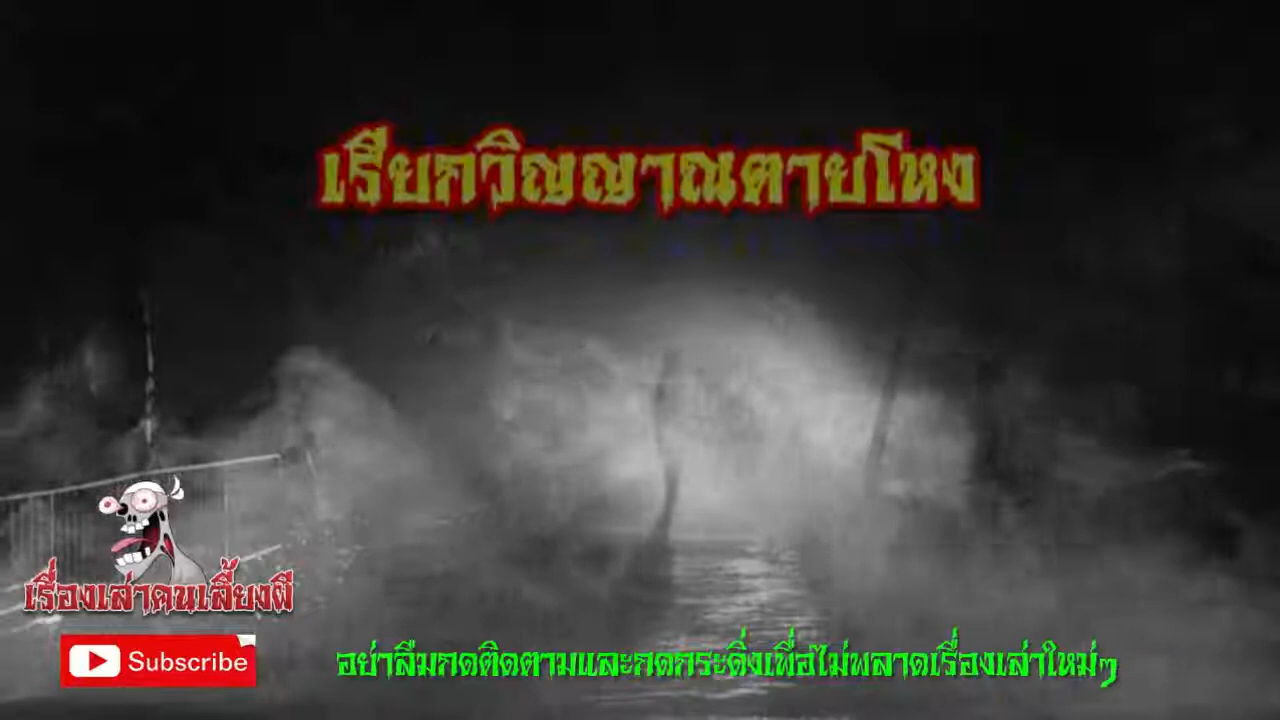 เรียกวิญญาณตายโหง
เรื่องเล่าคนเลี้ยงผี
Subscribe
อย่าลืมกดติดตามและกดกระดิ่งเพื่อไม่พลาดเรื่องเล่าใหม่ๆ